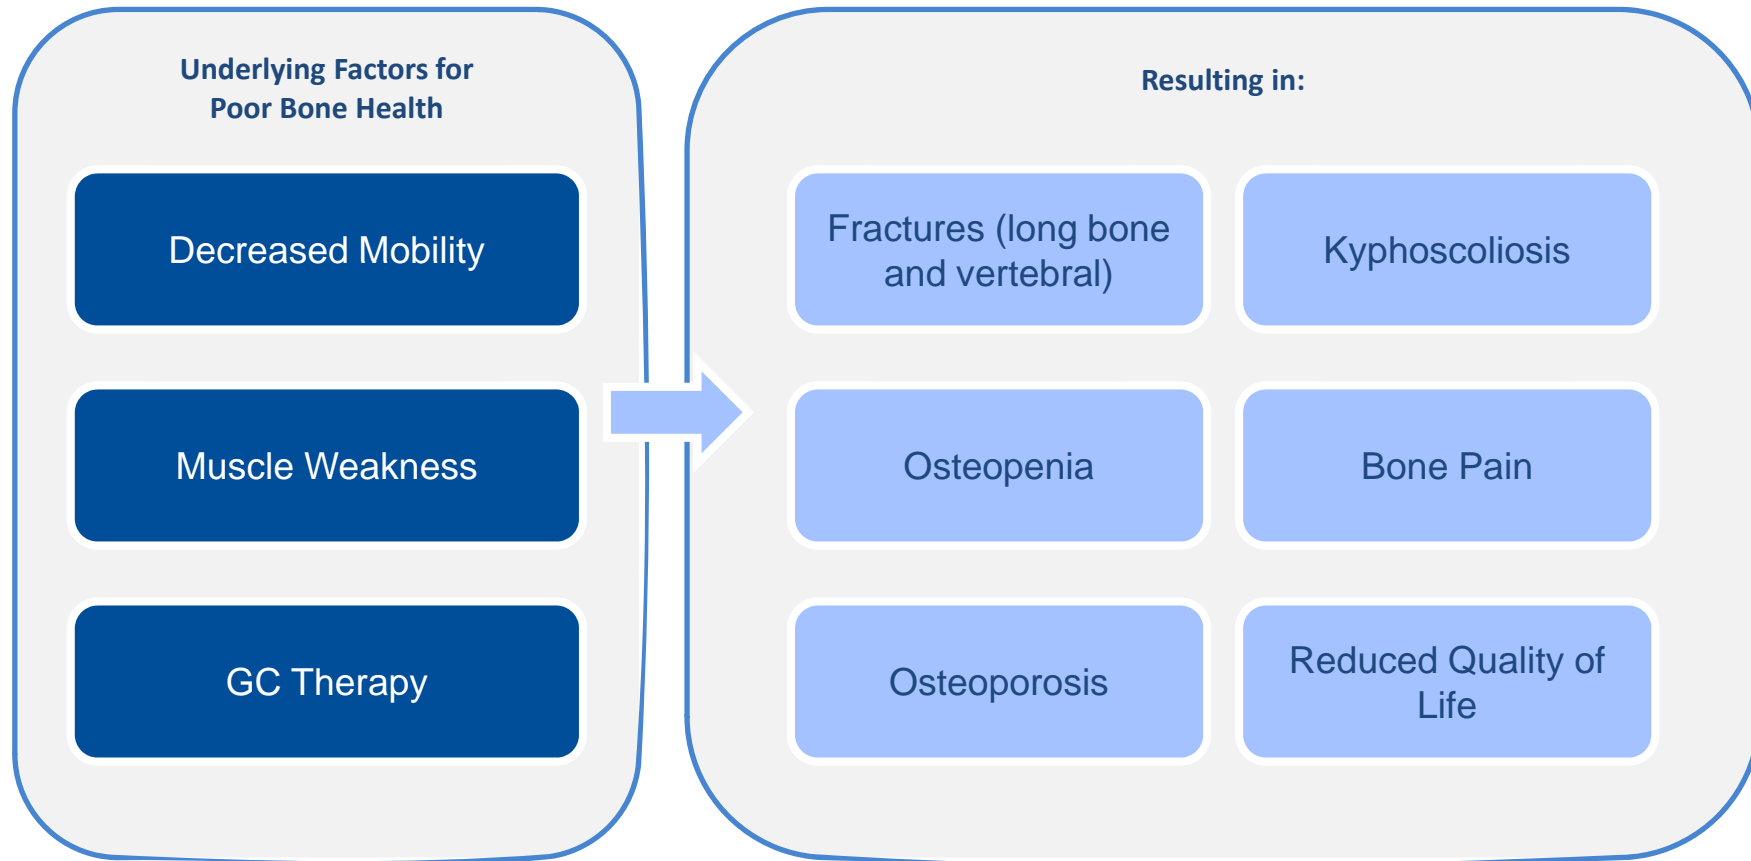 Underlying Factors for
Poor Bone Health
Decreased Mobility
Muscle Weakness
GC Therapy
Resulting in:
Fractures (long bone
and vertebral)
Kyphoscoliosis
Osteopenia
Bone Pain
Osteoporosis
Reduced Quality of
Life